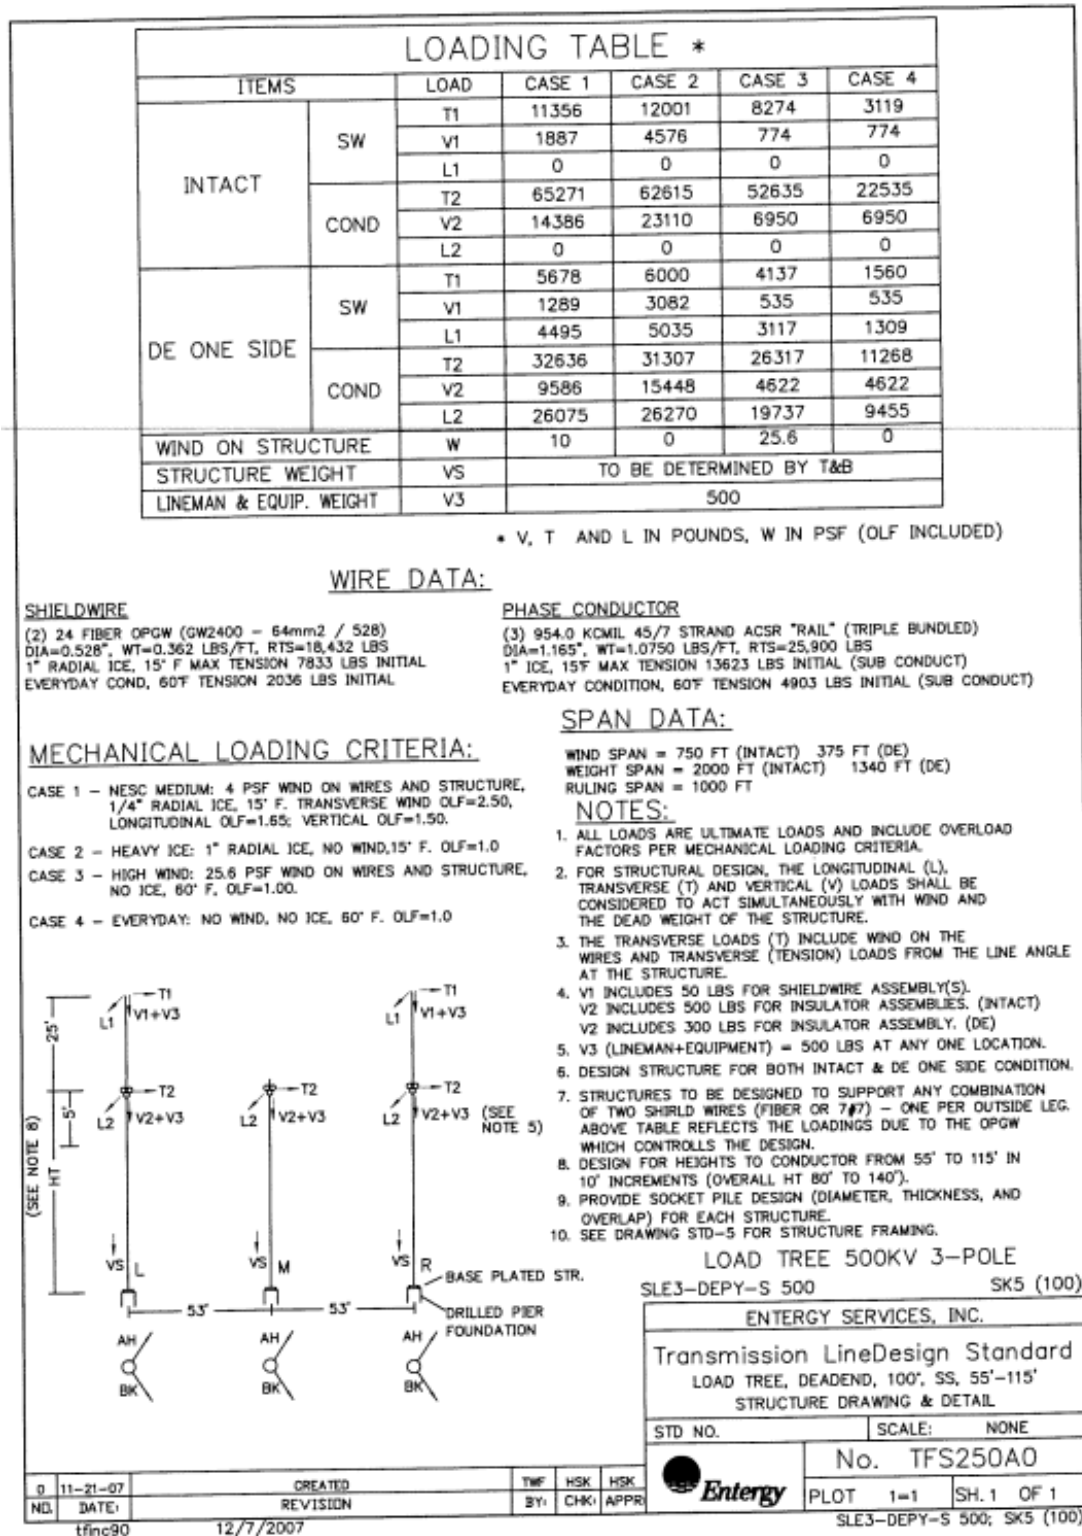 LOADING TABLE *
ITEMS LOAD CASE 1 CASE 2 CASE 3 CASE 4
INTACT SW T1 11356 12001 8274 3119
V1 1887 4576 774 774
L1 0 0 0 0
COND T2 65271 62615 52635 22535
V2 14386 23110 6950 6950
L2 0 0 0 0
DE ONE SIDE SW T1 5678 6000 4137 1560
V1 1289 3082 535 535
L1 4495 5035 3117 1309
COND T2 32636 31307 26317 11268
V2 9586 15448 4622 4622
L2 26075 26270 19737 9455
WIND ON STRUCTURE W 10 0 25.6 0
STRUCTURE WEIGHT VS TO BE DETERMINED BY T&B
LINEMAN & EQUIP. WEIGHT V3 500
* V, T AND L IN POUNDS, W IN PSF (OLF INCLUDED)
WIRE DATA:
SHIELDWIRE
(2) 24 FIBER OPGW (GW2400 - 64mm2 / 528)
DIA=0.528", WT=0.362 LBS/FT, RTS=18,432 LBS
1" RADIAL ICE, 15° F MAX TENSION 7833 LBS INITIAL
EVERYDAY COND, 60°F TENSION 2036 LBS INITIAL
PHASE CONDUCTOR
(3) 954.0 KCMIL 45/7 STRAND ACSR "RAIL" (TRIPLE BUNDLED)
DIA=1.165", WT=1.0750 LBS/FT, RTS=25,900 LBS
1" ICE, 15°F MAX TENSION 13623 LBS INITIAL (SUB CONDUCT)
EVERYDAY CONDITION, 60°F TENSION 4903 LBS INITIAL (SUB CONDUCT)
MECHANICAL LOADING CRITERIA:
CASE 1 - NESC MEDIUM: 4 PSF WIND ON WIRES AND STRUCTURE,
1/4" RADIAL ICE, 15° F. TRANSVERSE WIND OLF=2.50,
LONGITUDINAL OLF=1.65; VERTICAL OLF=1.50.
CASE 2 - HEAVY ICE: 1" RADIAL ICE, NO WIND,15° F. OLF=1.0
CASE 3 - HIGH WIND: 25.6 PSF WIND ON WIRES AND STRUCTURE,
NO ICE, 60° F, OLF=1.00.
CASE 4 - EVERYDAY: NO WIND, NO ICE, 60° F. OLF=1.0
SPAN DATA:
WIND SPAN = 750 FT (INTACT) 375 FT (DE)
WEIGHT SPAN = 2000 FT (INTACT) 1340 FT (DE)
RULING SPAN = 1000 FT
NOTES:
1. ALL LOADS ARE ULTIMATE LOADS AND INCLUDE OVERLOAD
FACTORS PER MECHANICAL LOADING CRITERIA.
2. FOR STRUCTURAL DESIGN, THE LONGITUDINAL (L),
TRANSVERSE (T) AND VERTICAL (V) LOADS SHALL BE
CONSIDERED TO ACT SIMULTANEOUSLY WITH WIND AND
THE DEAD WEIGHT OF THE STRUCTURE.
3. THE TRANSVERSE LOADS (T) INCLUDE WIND ON THE
WIRES AND TRANSVERSE (TENSION) LOADS FROM THE LINE ANGLE
AT THE STRUCTURE.
4. V1 INCLUDES 50 LBS FOR SHIELDWIRE ASSEMBLY(S).
V2 INCLUDES 500 LBS FOR INSULATOR ASSEMBLIES. (INTACT)
V2 INCLUDES 300 LBS FOR INSULATOR ASSEMBLY. (DE)
5. V3 (LINEMAN+EQUIPMENT) = 500 LBS AT ANY ONE LOCATION.
6. DESIGN STRUCTURE FOR BOTH INTACT & DE ONE SIDE CONDITION.
7. STRUCTURES TO BE DESIGNED TO SUPPORT ANY COMBINATION
OF TWO SHIRLD WIRES (FIBER OR 7#7) - ONE PER OUTSIDE LEG.
ABOVE TABLE REFLECTS THE LOADINGS DUE TO THE OPGW
WHICH CONTROLLS THE DESIGN.
8. DESIGN FOR HEIGHTS TO CONDUCTOR FROM 55' TO 115' IN
10' INCREMENTS (OVERALL HT 80' TO 140').
9. PROVIDE SOCKET PILE DESIGN (DIAMETER, THICKNESS, AND
OVERLAP) FOR EACH STRUCTURE.
10. SEE DRAWING STD-5 FOR STRUCTURE FRAMING.
T1 T1
L1 V1+V3 L1 V1+V3
25'
T2 T2 T2
L2 V2+V3 L2 V2+V3 L2 V2+V3 (SEE
NOTE 5)
5'
HT
(SEE NOTE 8)
VS L VS M VS R
BASE PLATED STR.
53' 53'
DRILLED PIER
FOUNDATION
AH AH AH
BK BK BK
LOAD TREE 500KV 3-POLE
SLE3-DEPY-S 500 SK5 (100)
ENTERGY SERVICES, INC.
Transmission LineDesign Standard
LOAD TREE, DEADEND, 100°, SS, 55'-115'
STRUCTURE DRAWING & DETAIL
STD NO. SCALE: NONE
Entergy
No. TFS250A0
PLOT 1=1 SH. 1 OF 1
0 11-21-07 CREATED TWF HSK HSK
NO. DATE: REVISION BY: CHK: APPR:
tfinc90 12/7/2007
SLE3-DEPY-S 500; SK5 (100)